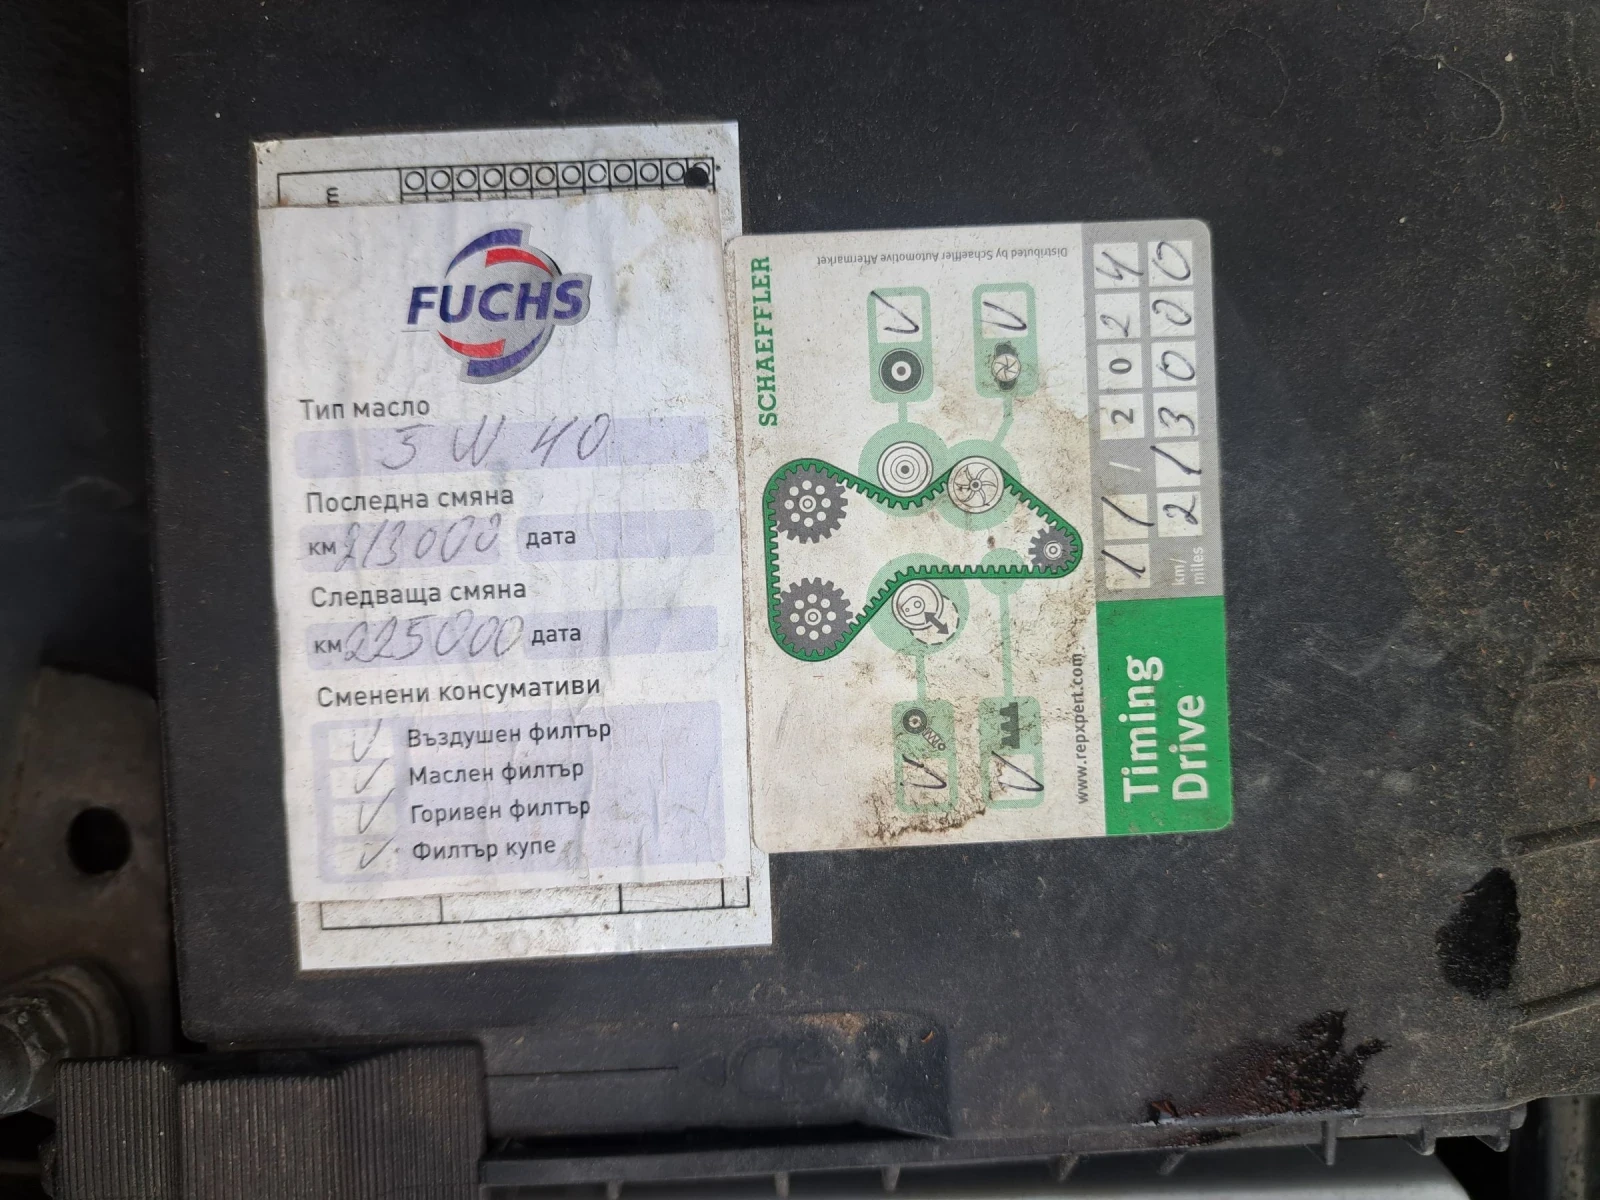 m
FUCHS
Тип масло
5 W 40
Последна смяна
км 213000 дата
Следваща смяна
км 225000 дата
Сменени консумативи
Въздушен филтър
Маслен филтър
Горивен филтър
Филтър купе
SCHAEFFLER
Distributed by Schaeffler Automotive Aftermarket
www.repxpert.com
Timing
Drive
11 / 2024
km/
miles
213000